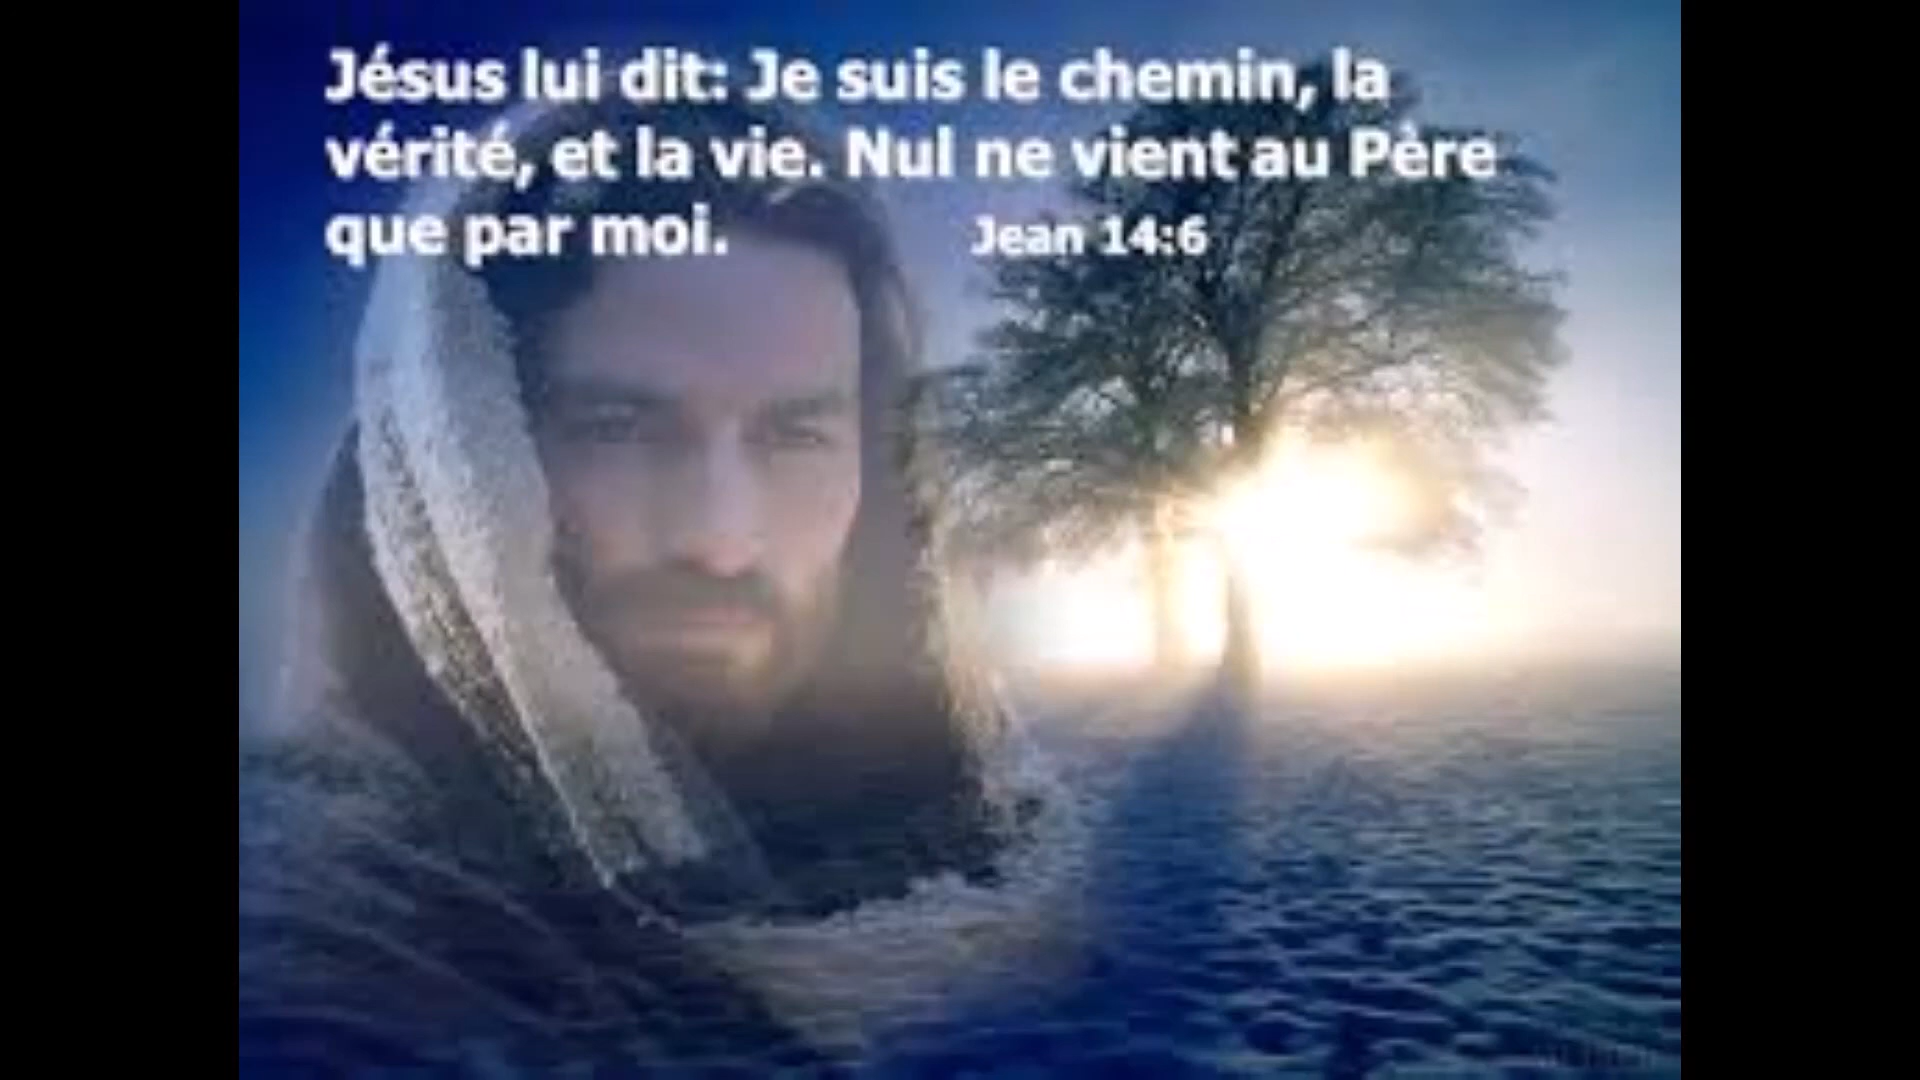 Jésus lui dit: Je suis le chemin, la
vérité, et la vie. Nul ne vient au Père
que par moi. Jean 14:6